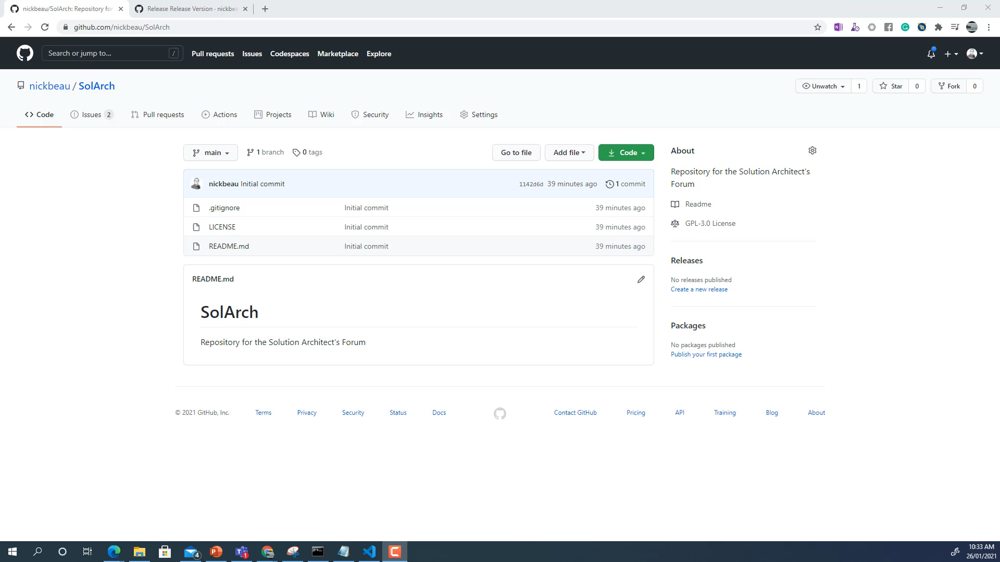 nickbeau/SolArch: Repository for
Release Release Version · nickbea
github.com/nickbeau/SolArch
Search or jump to... /
Pull requests Issues Codespaces Marketplace Explore
nickbeau / SolArch
Unwatch 1 Star 0 Fork 0
Code Issues 2 Pull requests Actions Projects Wiki Security Insights Settings
main 1 branch 0 tags Go to file Add file Code
nickbeau Initial commit 1142d6d 39 minutes ago 1 commit
.gitignore Initial commit 39 minutes ago
LICENSE Initial commit 39 minutes ago
README.md Initial commit 39 minutes ago
README.md
SolArch
Repository for the Solution Architect's Forum
About
Repository for the Solution Architect's
Forum
Readme
GPL-3.0 License
Releases
No releases published
Create a new release
Packages
No packages published
Publish your first package
© 2021 GitHub, Inc. Terms Privacy Security Status Docs Contact GitHub Pricing API Training Blog About
4
1
10:33 AM
26/01/2021